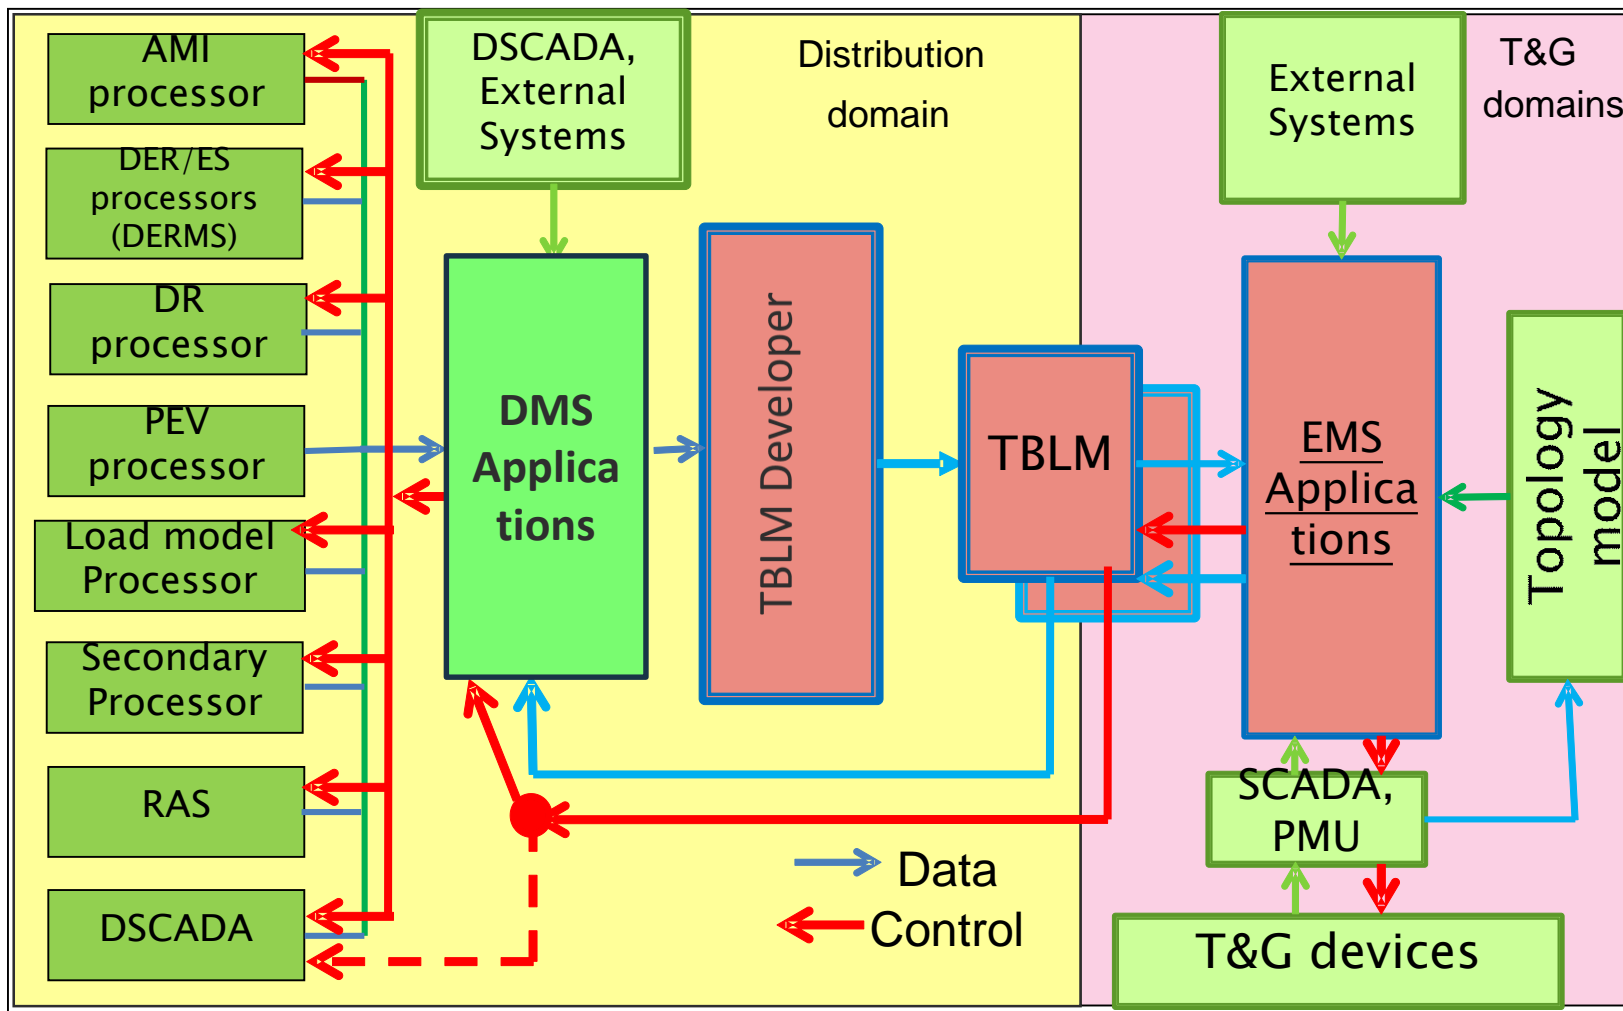 AMI
processor
DER/ES
processors
(DERMS)
DR
processor
PEV
processor
Load model
Processor
Secondary
Processor
RAS
DSCADA
DSCADA,
External
Systems
DMS
Applica
tions
Distribution
domain
TBLM Developer
TBLM
Data
Control
T&G
domains
External
Systems
EMS
Applica
tions
Topology
model
SCADA,
PMU
T&G devices